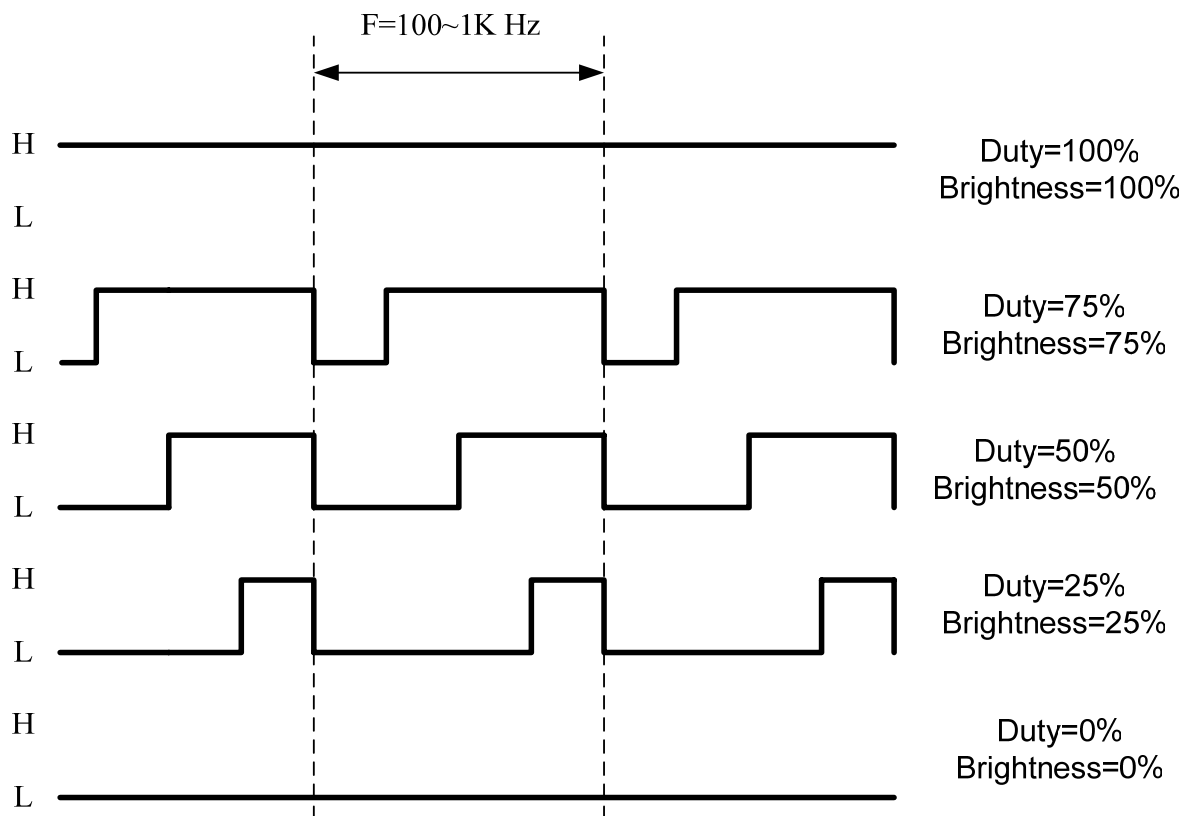 F=100~1K Hz
H
L
Duty=100%
Brightness=100%
H
L
Duty=75%
Brightness=75%
H
L
Duty=50%
Brightness=50%
H
L
Duty=25%
Brightness=25%
H
L
Duty=0%
Brightness=0%